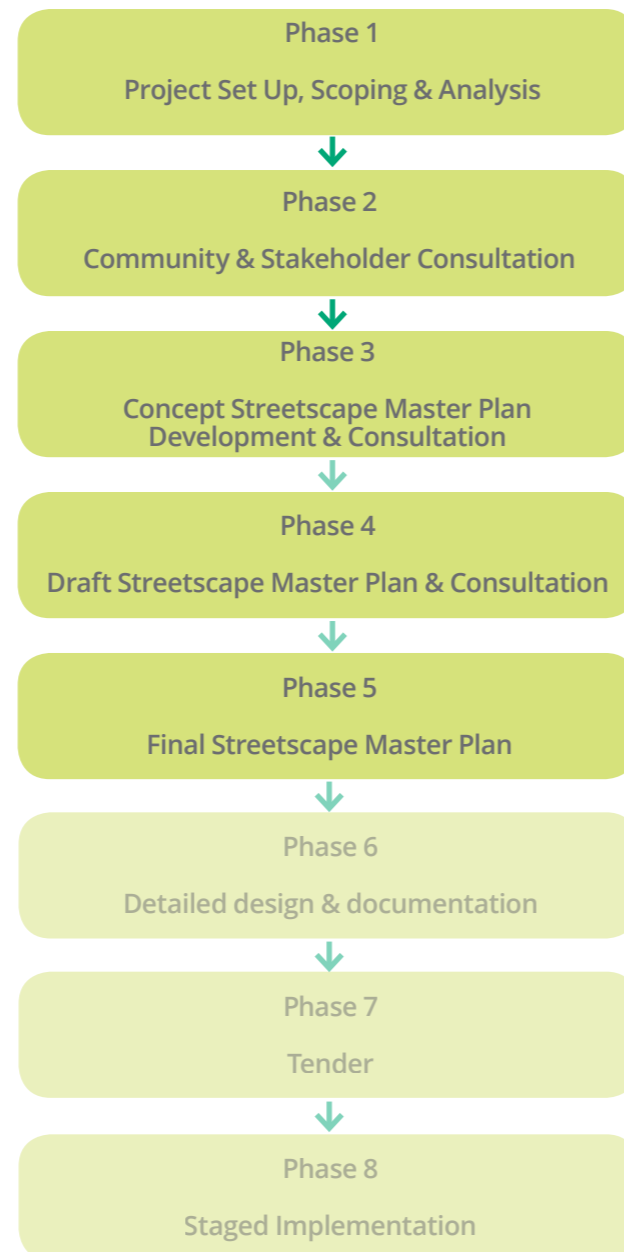 Phase 1
Project Set Up, Scoping & Analysis
Phase 2
Community & Stakeholder Consultation
Phase 3
Concept Streetscape Master Plan
Development & Consultation
Phase 4
Draft Streetscape Master Plan & Consultation
Phase 5
Final Streetscape Master Plan
Phase 6
Detailed design & documentation
Phase 7
Tender
Phase 8
Staged Implementation